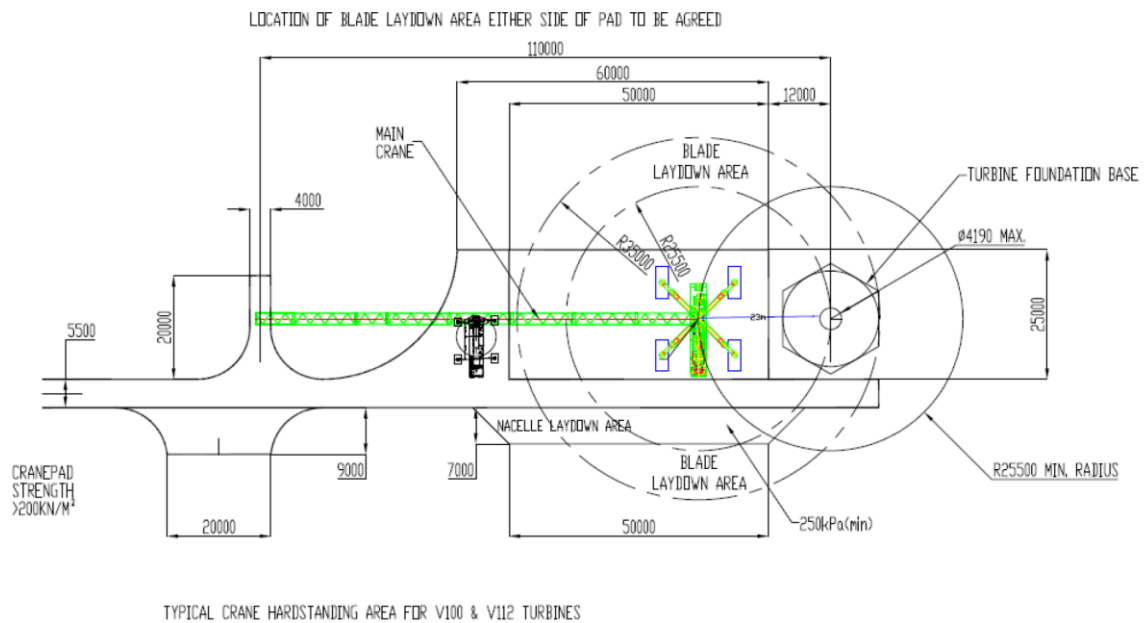 LOCATION OF BLADE LAYDOWN AREA EITHER SIDE OF PAD TO BE AGREED
110000
60000
50000
12000
MAIN
CRANE
BLADE
LAYDOWN AREA
TURBINE FOUNDATION BASE
4000
Ø4190 MAX.
R35000
R25500
20000
5500
23m
25000
NACELLE LAYDOWN AREA
9000
7000
BLADE
LAYDOWN AREA
R25500 MIN. RADIUS
CRANEPAD
STRENGTH
>200KN/M²
20000
50000
250kPa(min)
TYPICAL CRANE HARDSTANDING AREA FOR V100 & V112 TURBINES